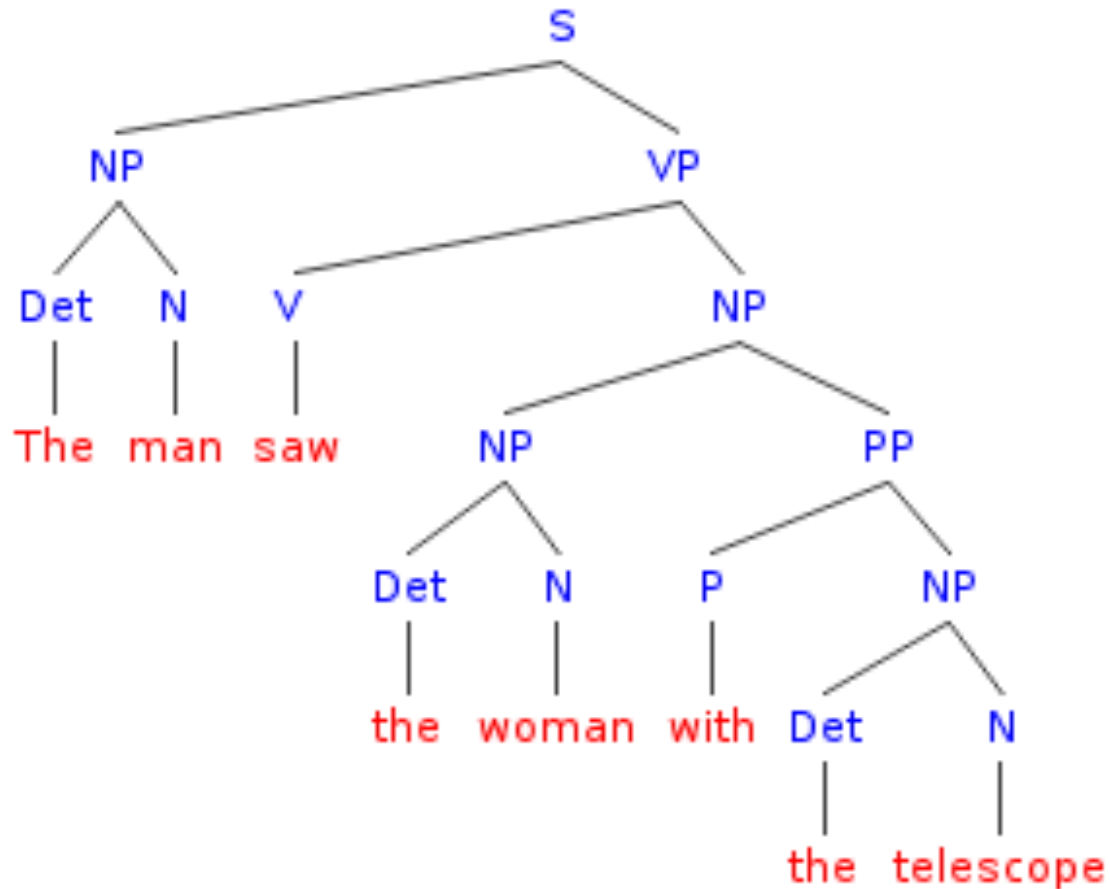 S
NP VP
Det N V NP
The man saw NP PP
Det N P NP
the woman with Det N
the telescope